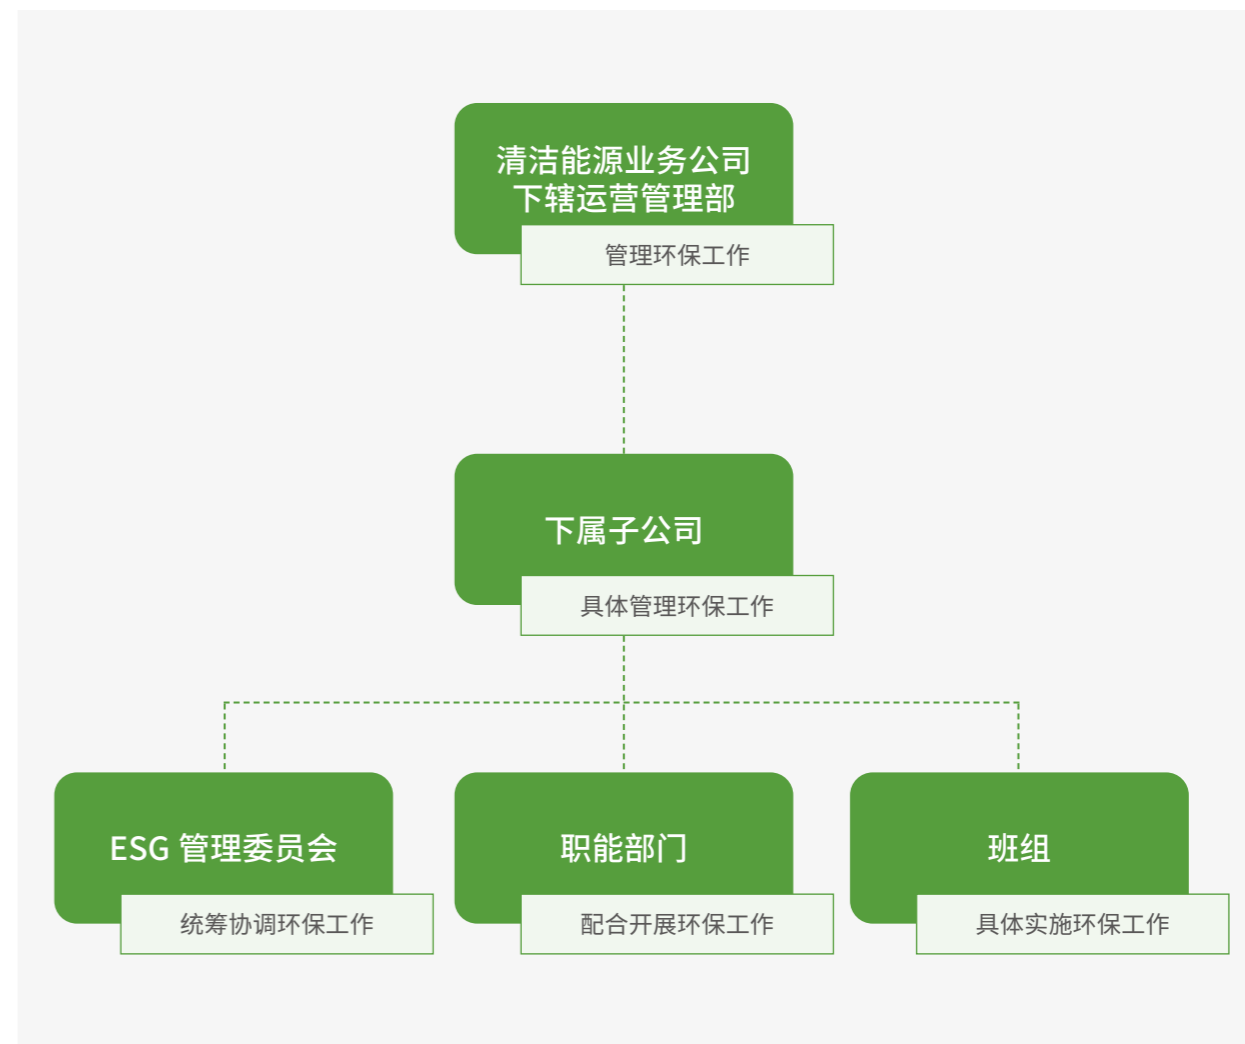 清洁能源业务公司
下辖运营管理部
管理环保工作
下属子公司
具体管理环保工作
ESG 管理委员会
统筹协调环保工作
职能部门
配合开展环保工作
班组
具体实施环保工作